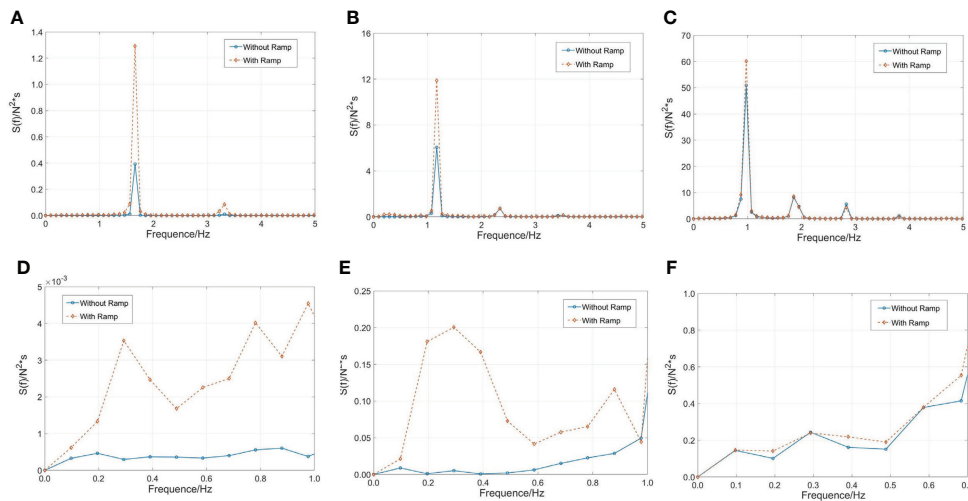 A
1.4
1.2
1.0
0.8
0.6
0.4
0.2
0.0
S(f)/N²*s
Without Ramp
With Ramp
0 1 2 3 4 5
Frequence/Hz
B
16
12
8
4
0
S(f)/N²*s
Without Ramp
With Ramp
0 1 2 3 4 5
Frequence/Hz
C
70
60
50
40
30
20
10
0
S(f)/N²*s
Without Ramp
With Ramp
0 1 2 3 4 5
Frequence/Hz
D
×10⁻³
5
4
3
2
1
0
S(f)/N²*s
Without Ramp
With Ramp
0.0 0.2 0.4 0.6 0.8 1.0
Frequence/Hz
E
0.25
0.20
0.15
0.10
0.05
0.00
Without Ramp
With Ramp
0.0 0.2 0.4 0.6 0.8 1.0
Frequence/Hz
F
1.0
0.8
0.6
0.4
0.2
0.0
S(f)/N²*s
Without Ramp
With Ramp
0.0 0.1 0.2 0.3 0.4 0.5 0.6
Frequence/Hz